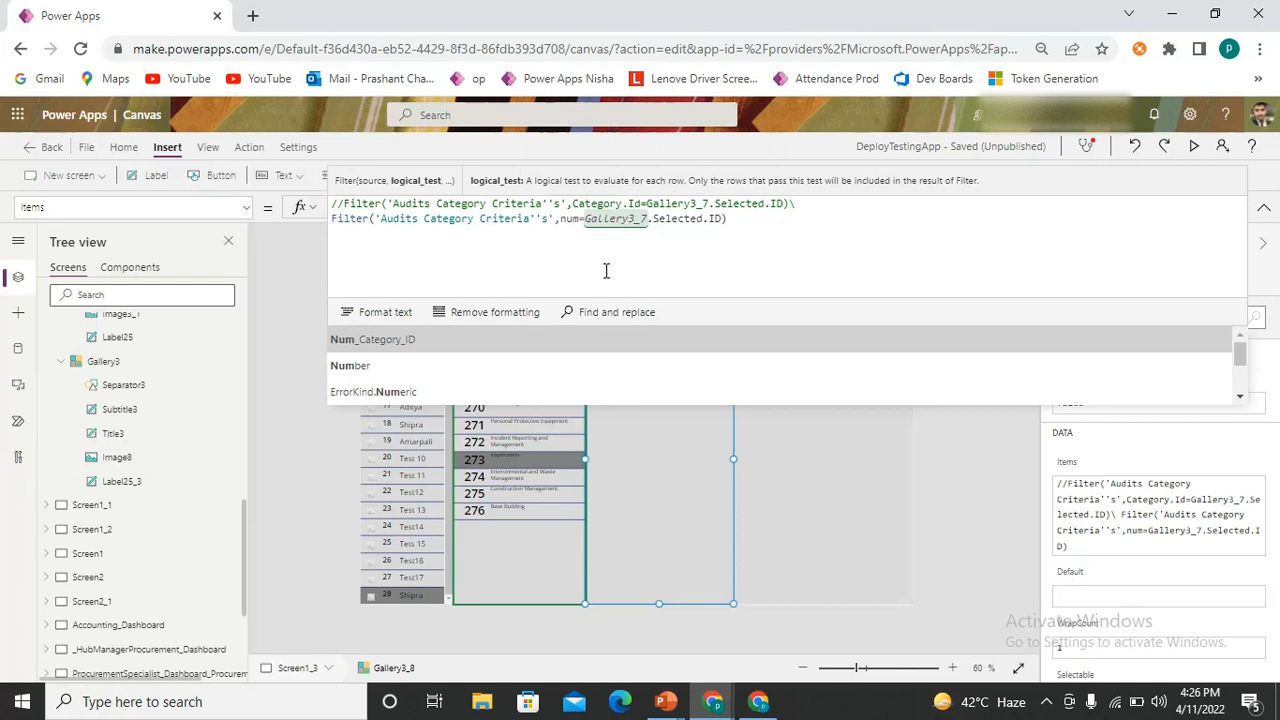 Power Apps
make.powerapps.com/e/Default-f36d430a-eb52-4429-8f3d-86fdb393d708/canvas/?action=edit&app-id=%2Fproviders%2FMicrosoft.PowerApps%2Fap...
Gmail Maps YouTube YouTube Mail - Prashant Cha... op Power Apps Nisha Lenove Driver Scree... Attendance Prod Dev Boards Token Generation »
Power Apps | Canvas Search
Back File Home Insert View Action Settings DeployTestingApp - Saved (Unpublished)
New screen Label Button Text
Filter(source, logical_test, ...) logical_test: A logical test to evaluate for each row. Only the rows that pass this test will be included in the result of Filter.
Items = fx
//Filter('Audits Category Criteria''s',Category.Id=Gallery3_7.Selected.ID)\
Filter('Audits Category Criteria''s',num=Gallery3_7.Selected.ID)
Format text Remove formatting Find and replace
Num_Category_ID
Number
ErrorKind.Numeric
Tree view
Screens Components
Search
Image3_1
Label25
Gallery3
Separator3
Subtitle3
Title3
Image8
Label25_3
Screen1_1
Screen1_2
Screen1
Screen2
Screen2_1
Accounting_Dashboard
_HubManagerProcurement_Dashboard
ProcurementSpecialist_Dashboard_Procurem
17 Aditya
18 Shipra
19 Amarpali
20 Test 10
21 Test 11
22 Test12
23 Test 13
24 Test14
25 Tets 15
26 Test16
27 Test17
28 Shipra
270
271 Personal Protective Equipment
272 Incident Reporting and
Management
273 Inspections
274 Environmental and Waste
Management
275 Construction Management
276 Base Building
DATA
Items
//Filter('Audits Category
Criteria''s',Category.Id=Gallery3_7.Se
lected.ID)\ Filter('Audits Category
Criteria''s',num=Gallery3_7.Selected.I
D)
Default
WrapCount
1
Selectable
Activate Windows
Go to Settings to activate Windows.
Screen1_3 Gallery3_8 60 %
Type here to search 42°C Haze 4:26 PM
4/11/2022